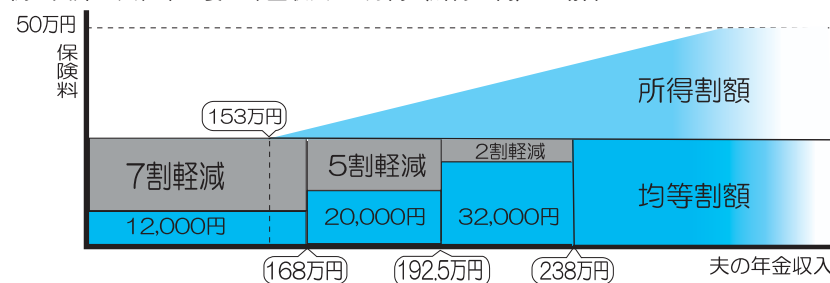 50万円
保険料
153万円
所得割額
7割軽減
5割軽減
2割軽減
均等割額
12,000円
20,000円
32,000円
168万円
192.5万円
238万円
夫の年金収入